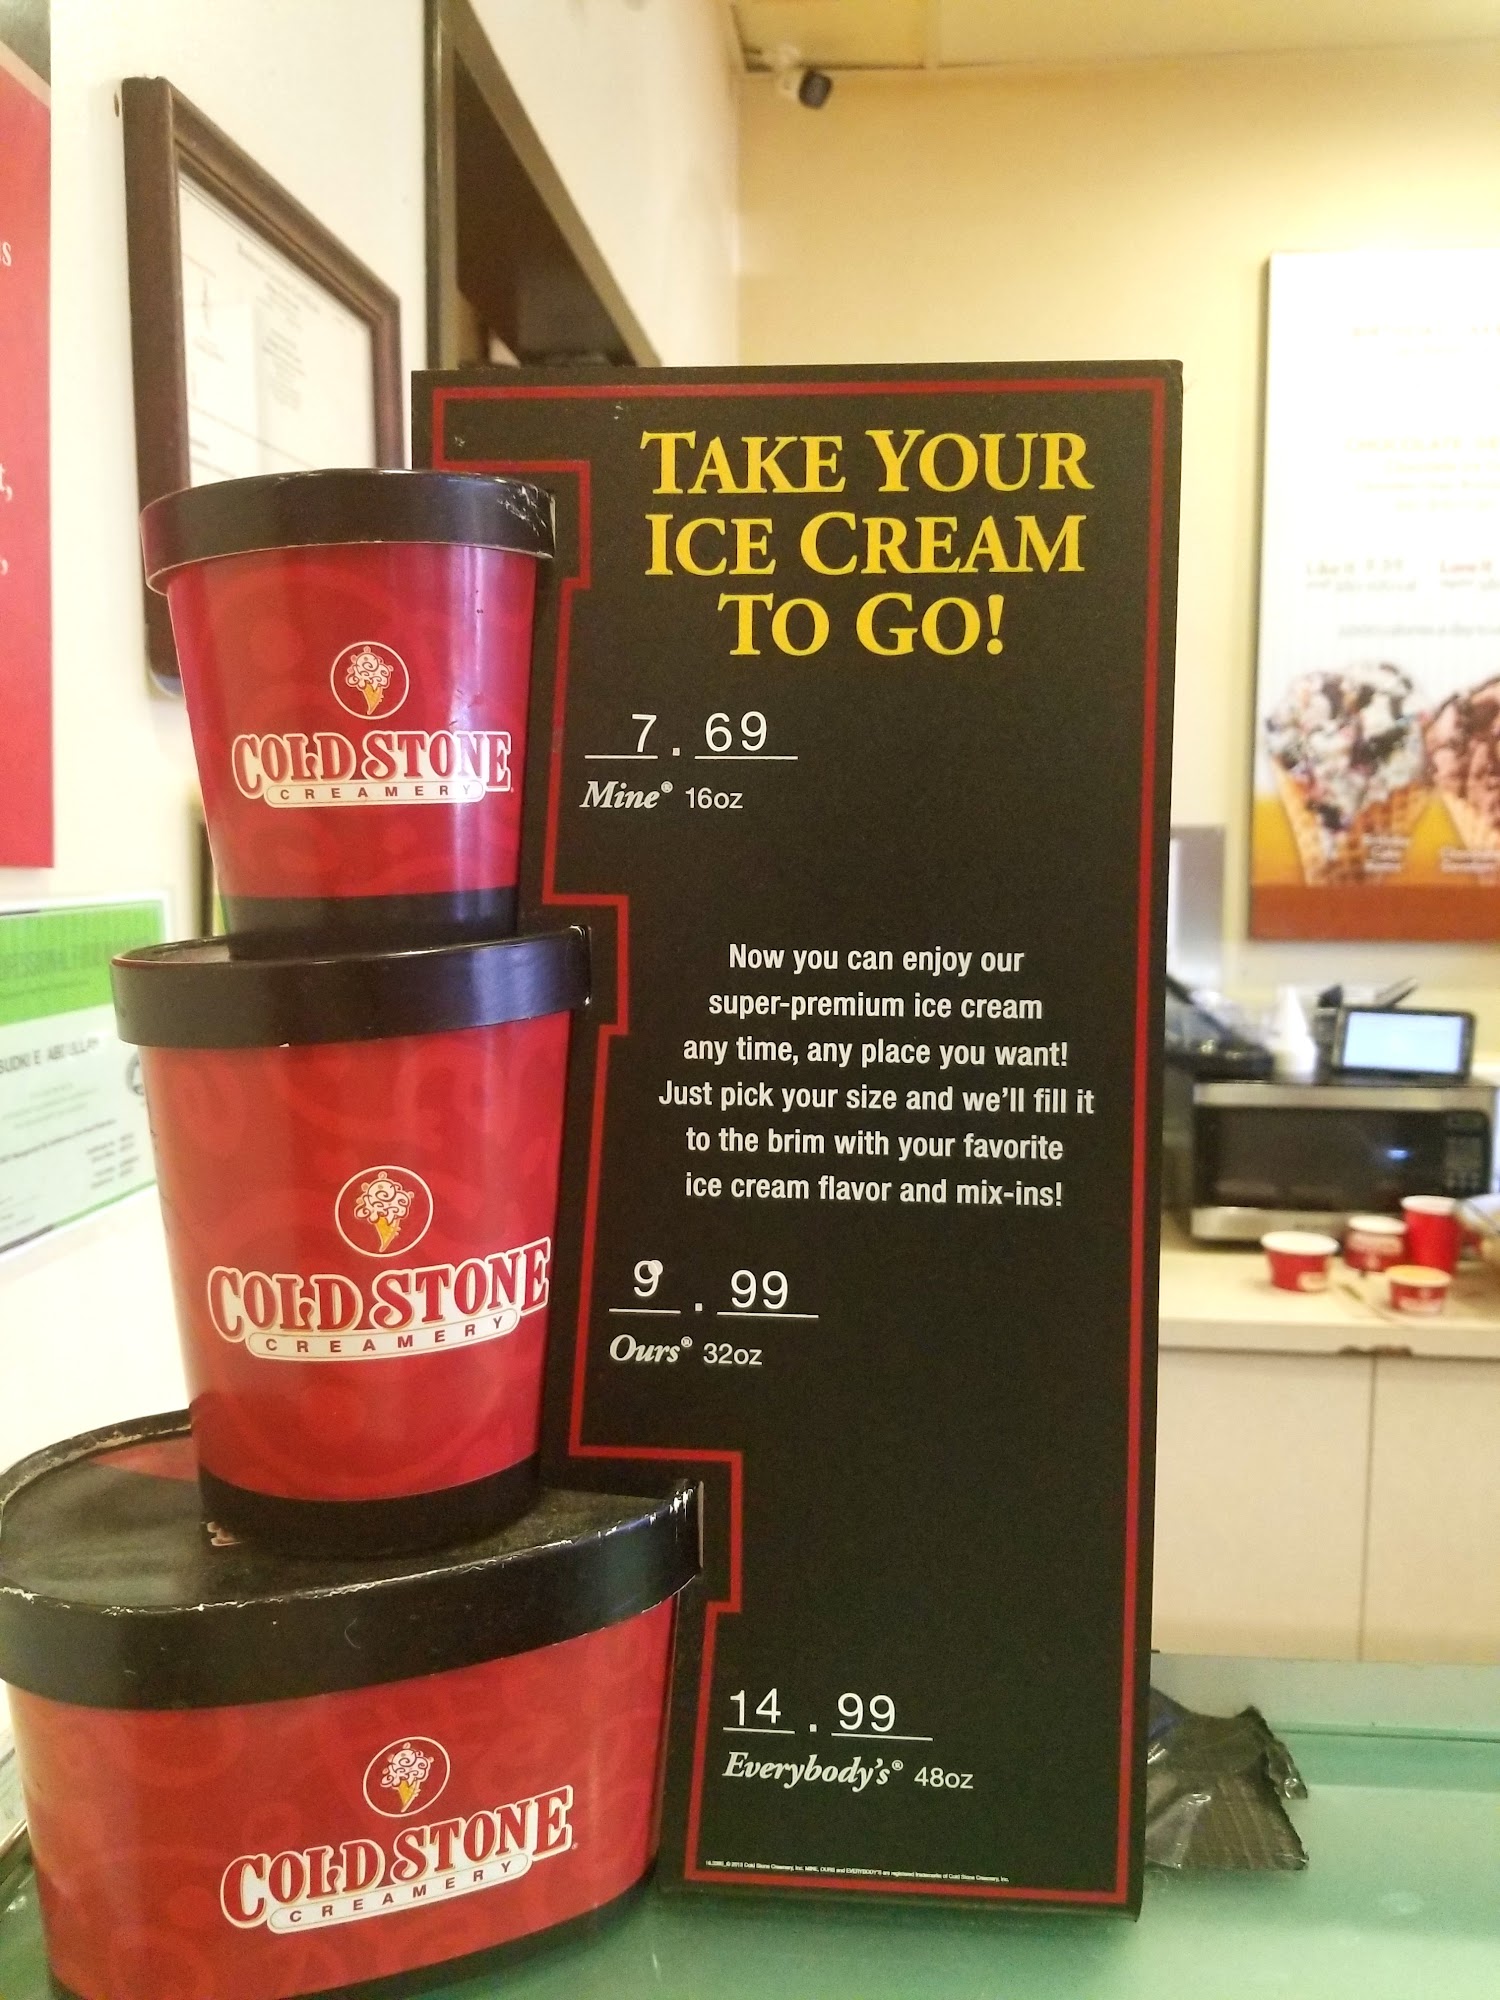 TAKE YOUR
ICE CREAM
TO GO!
7.69
Mine® 16oz
Now you can enjoy our
super-premium ice cream
any time, any place you want!
Just pick your size and we'll fill it
to the brim with your favorite
ice cream flavor and mix-ins!
9.99
Ours® 32oz
14.99
Everybody's® 48oz
COLD STONE
CREAMERY
COLD STONE
CREAMERY
COLD STONE
CREAMERY